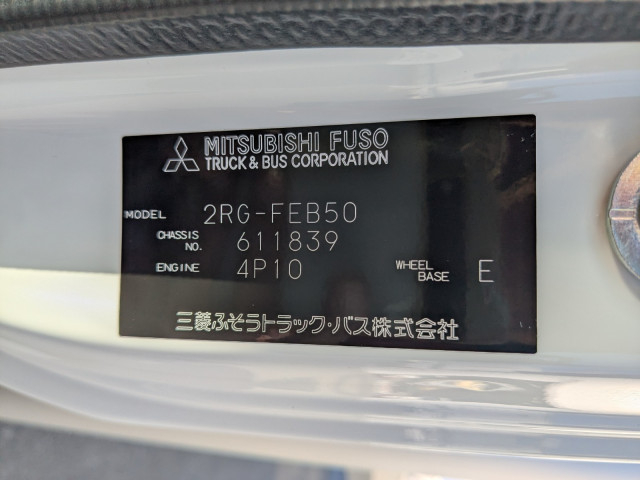 MITSUBISHI FUSO
TRUCK & BUS CORPORATION
MODEL 2RG-FEB50
CHASSIS NO. 611839
ENGINE 4P10 WHEEL BASE E
三菱ふそうトラック・バス株式会社